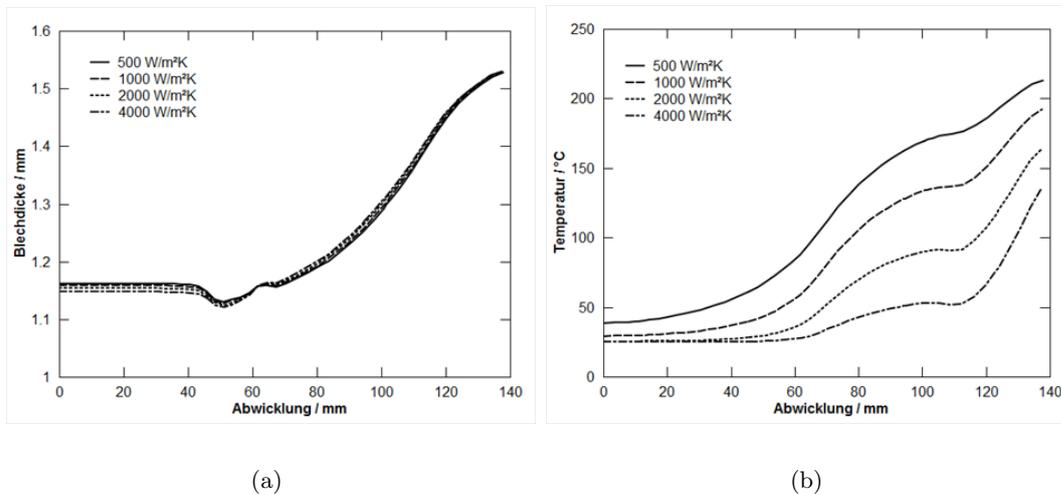 1.6
1.5
1.4
1.3
1.2
1.1
1
Blechdicke / mm
500 W/m²K
1000 W/m²K
2000 W/m²K
4000 W/m²K
0 20 40 60 80 100 120 140
Abwicklung / mm
250
200
150
100
50
0
Temperatur / °C
500 W/m²K
1000 W/m²K
2000 W/m²K
4000 W/m²K
0 20 40 60 80 100 120 140
Abwicklung / mm
(a) (b)